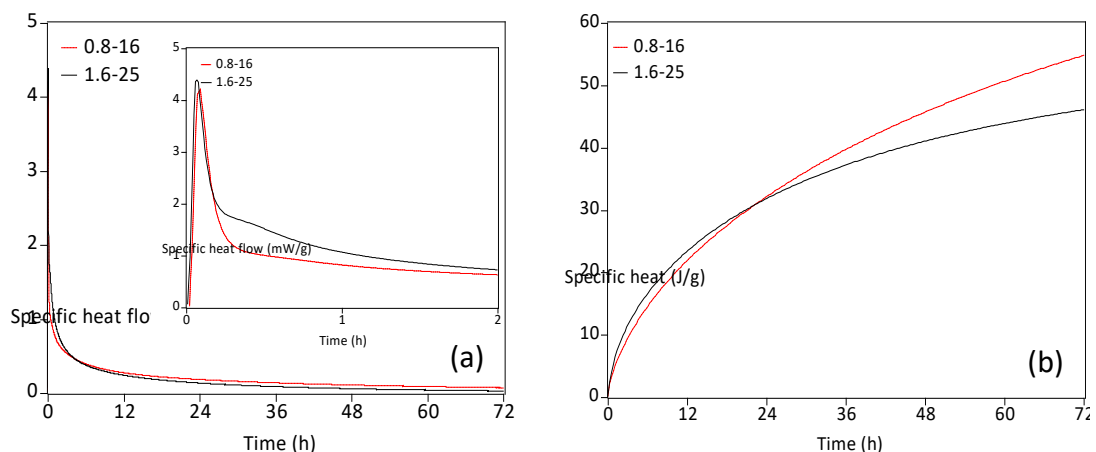 5
0.8-16
1.6-25
4
3
2
1
0
Specific heat flo
0 12 24 36 48 60 72
Time (h)
(a)
5
0.8-16
1.6-25
4
3
2
1
0
Specific heat flow (mW/g)
0 1 2
Time (h)
60
0.8-16
1.6-25
50
40
30
20
10
0
Specific heat (J/g)
0 12 24 36 48 60 72
Time (h)
(b)